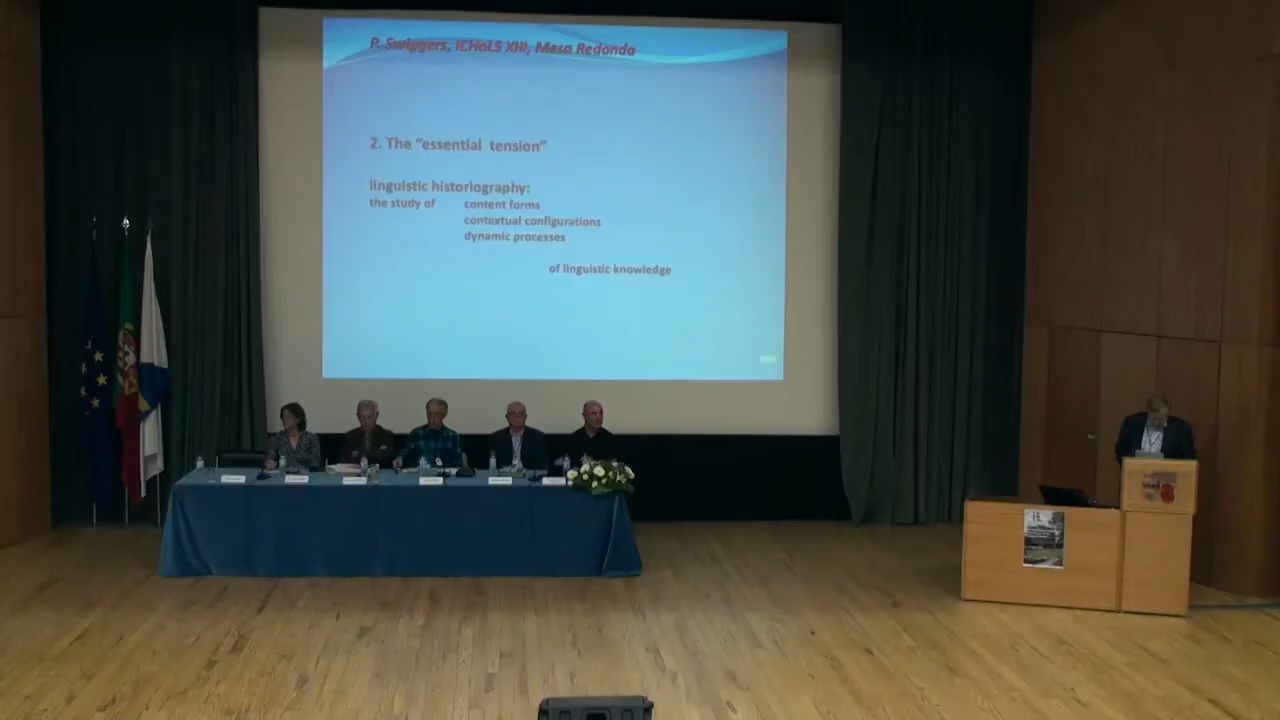 P. Swiggers, ICHoLS XIII, Mesa Redonda
2. The “essential tension”
linguistic historiography:
the study of content forms
contextual configurations
dynamic processes
of linguistic knowledge